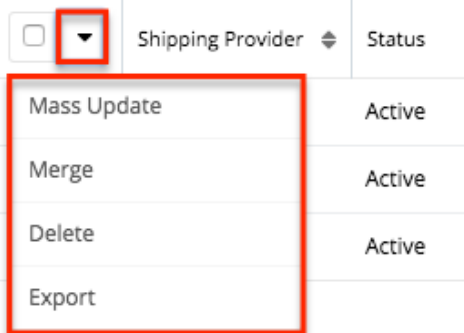 Shipping Provider Status
Mass Update Active
Merge Active
Delete Active
Export